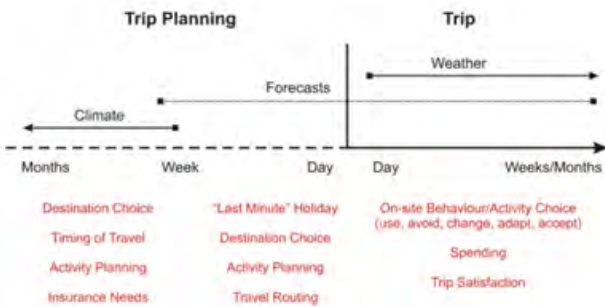 Trip Planning
Trip
Weather
Forecasts
Climate
Months
Week
Day
Day
Weeks/Months
Destination Choice
Timing of Travel
Activity Planning
Insurance Needs
"Last Minute" Holiday
Destination Choice
Activity Planning
Travel Routing
On-site Behaviour/Activity Choice
(use, avoid, change, adapt, accept)
Spending
Trip Satisfaction